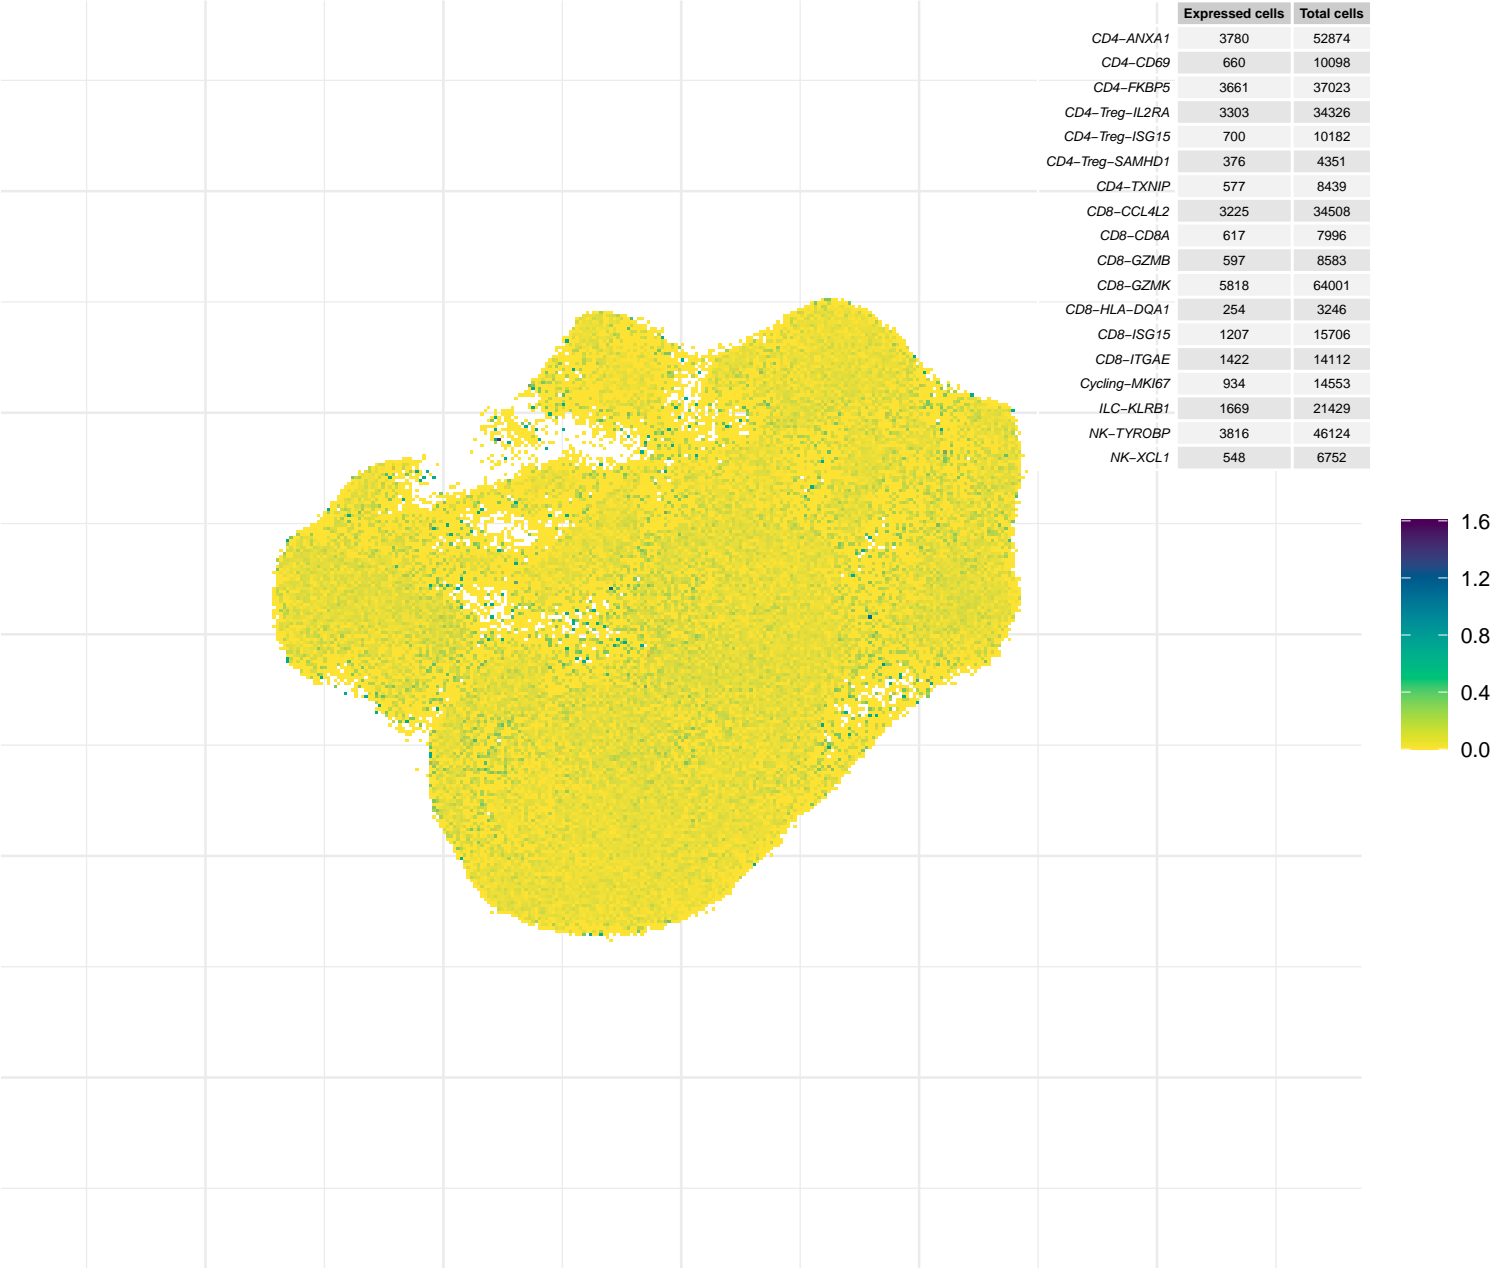 Expressed cells Total cells
CD4−ANXA1 3780 52874
CD4−CD69 660 10098
CD4−FKBP5 3661 37023
CD4−Treg−IL2RA 3303 34326
CD4−Treg−ISG15 700 10182
CD4−Treg−SAMHD1 376 4351
CD4−TXNIP 577 8439
CD8−CCL4L2 3225 34508
CD8−CD8A 617 7996
CD8−GZMB 597 8583
CD8−GZMK 5818 64001
CD8−HLA−DQA1 254 3246
CD8−ISG15 1207 15706
CD8−ITGAE 1422 14112
Cycling−MKI67 934 14553
ILC−KLRB1 1669 21429
NK−TYROBP 3816 46124
NK−XCL1 548 6752
1.6
1.2
0.8
0.4
0.0